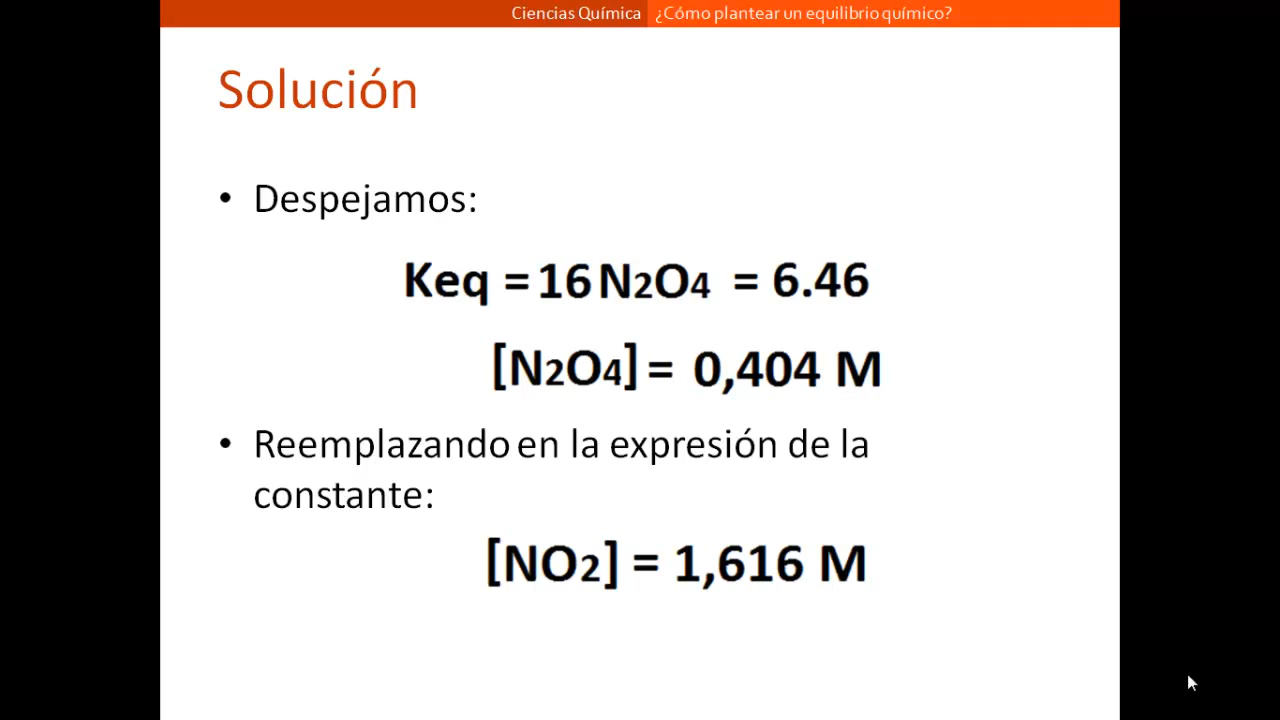 Ciencias Química ¿Cómo plantear un equilibrio químico?
Solución
• Despejamos:
Keq = 16 N2O4 = 6.46
[N2O4] = 0,404 M
• Reemplazando en la expresión de la
constante:
[NO2] = 1,616 M